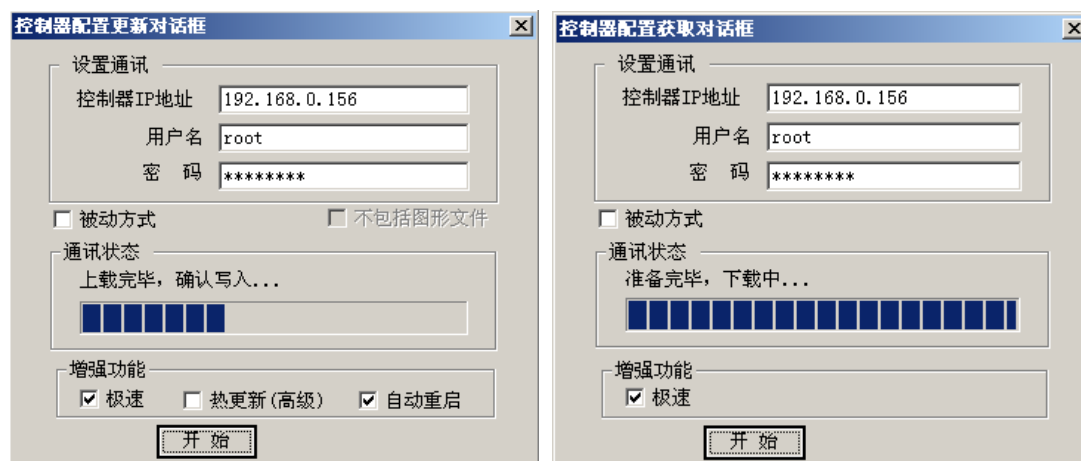 控制器配置更新对话框
设置通讯
控制器IP地址 192.168.0.156
用户名 root
密 码 ********
被动方式 不包括图形文件
通讯状态
上载完毕，确认写入...
增强功能
极速 热更新(高级) 自动重启
开 始
控制器配置获取对话框
设置通讯
控制器IP地址 192.168.0.156
用户名 root
密 码 ********
被动方式
通讯状态
准备完毕，下载中...
增强功能
极速
开 始